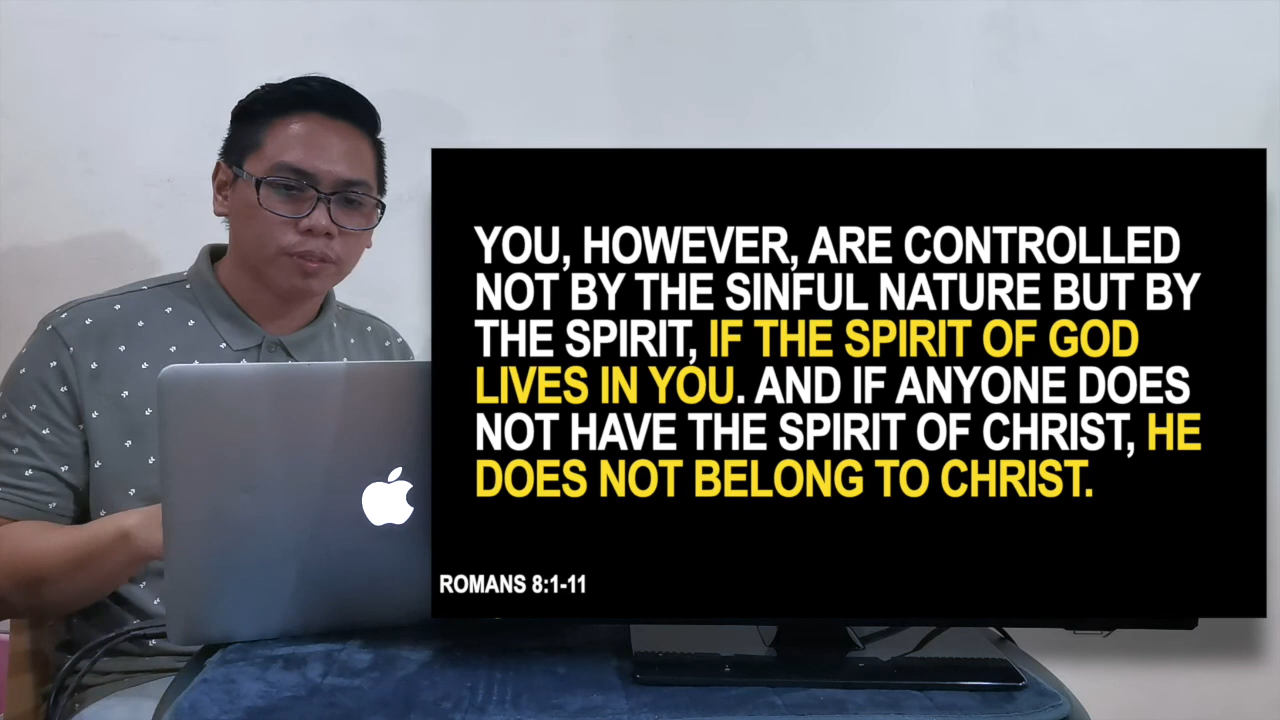 YOU, HOWEVER, ARE CONTROLLED
NOT BY THE SINFUL NATURE BUT BY
THE SPIRIT, IF THE SPIRIT OF GOD
LIVES IN YOU. AND IF ANYONE DOES
NOT HAVE THE SPIRIT OF CHRIST, HE
DOES NOT BELONG TO CHRIST.
ROMANS 8:1-11